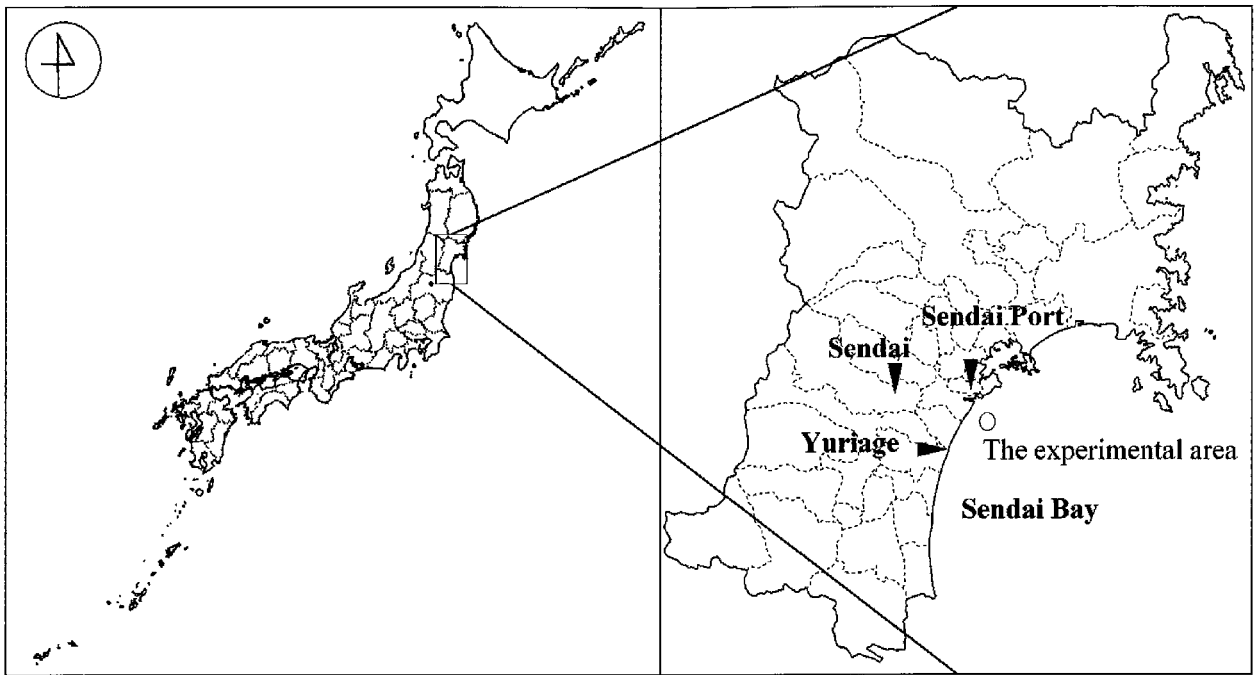 Sendai Port
Sendai
Yuriage
The experimental area
Sendai Bay